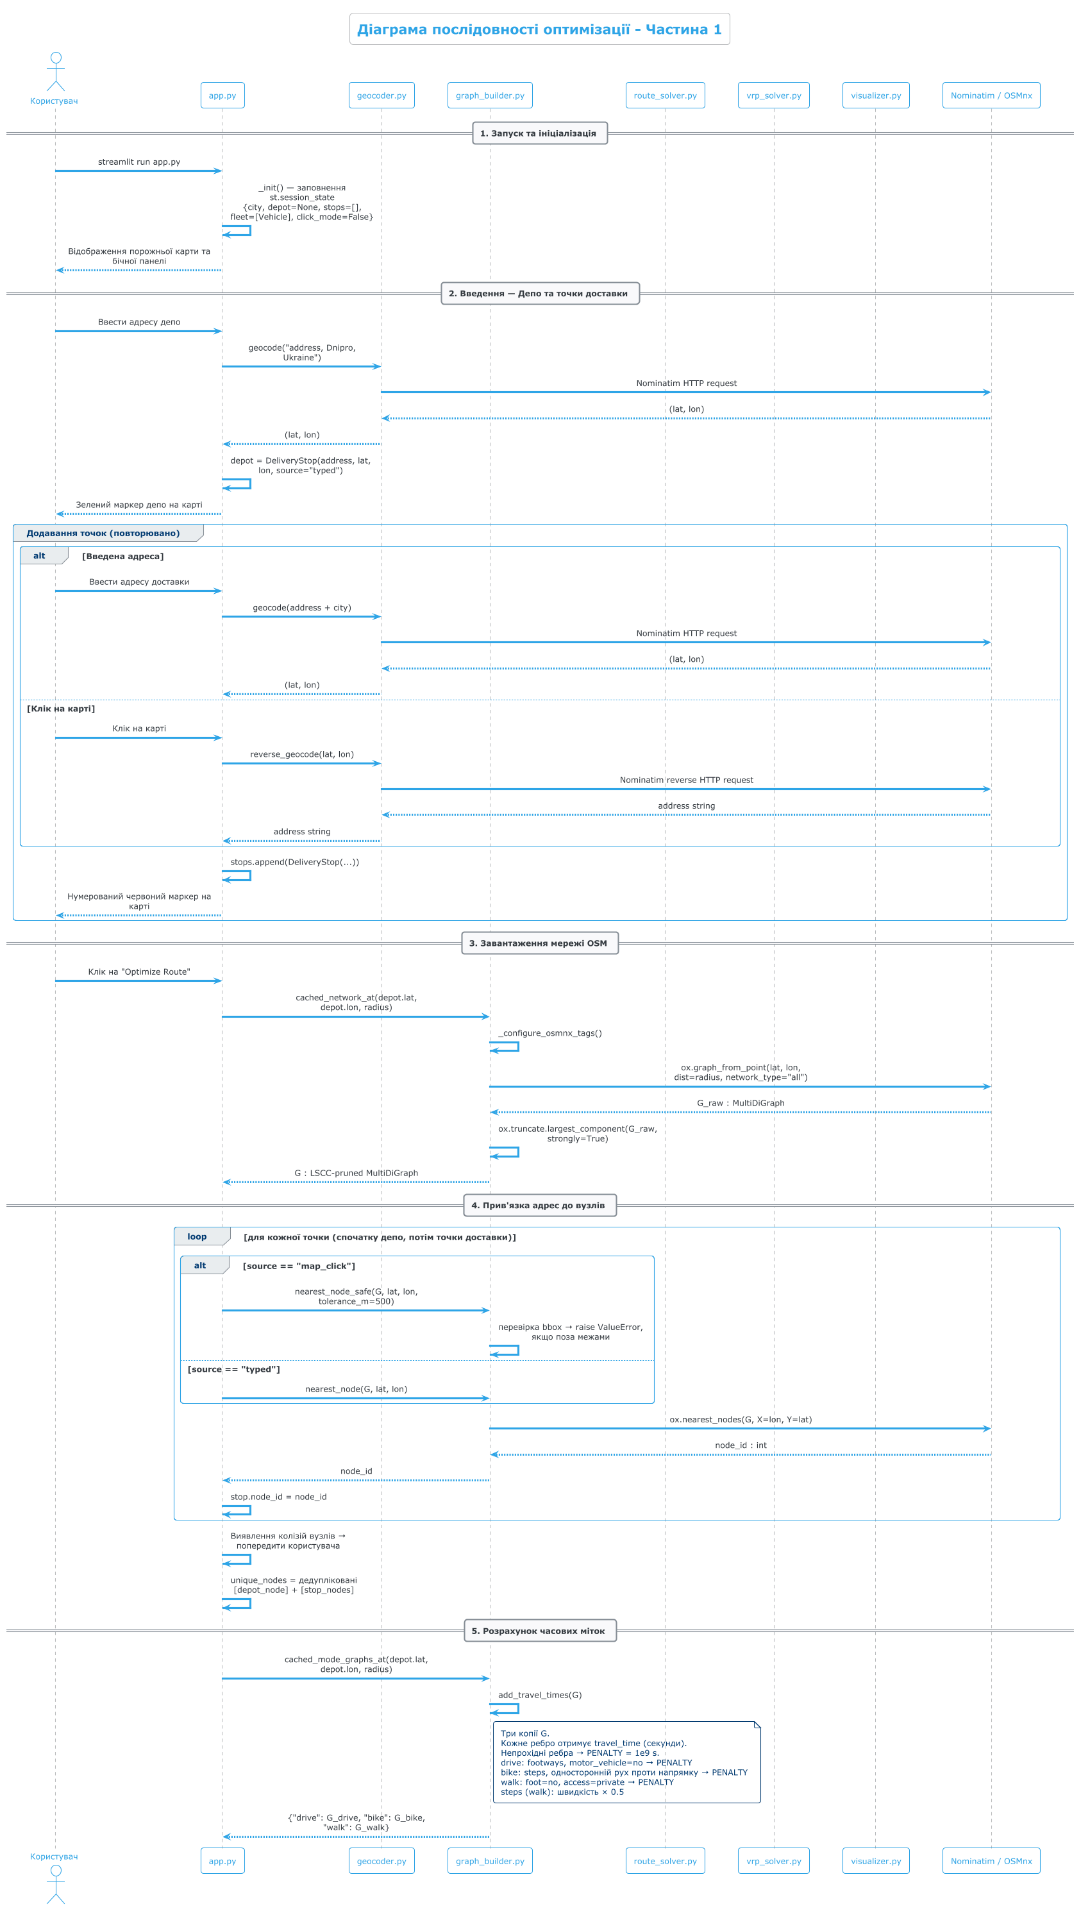 Діаграма послідовності оптимізації - Частина 1
Користувач
app.py
geocoder.py
graph_builder.py
route_solver.py
vrp_solver.py
visualizer.py
Nominatim / OSMnx
1. Запуск та ініціалізація
streamlit run app.py
_init() — заповнення
st.session_state
{city, depot=None, stops=[],
fleet=[Vehicle], click_mode=False}
Відображення порожньої карти та
бічної панелі
2. Введення — Депо та точки доставки
Ввести адресу депо
geocode("address, Dnipro,
Ukraine")
Nominatim HTTP request
(lat, lon)
(lat, lon)
depot = DeliveryStop(address, lat,
lon, source="typed")
Зелений маркер депо на карті
Додавання точок (повторювано)
alt
[Введена адреса]
Ввести адресу доставки
geocode(address + city)
Nominatim HTTP request
(lat, lon)
(lat, lon)
[Клік на карті]
Клік на карті
reverse_geocode(lat, lon)
Nominatim reverse HTTP request
address string
address string
stops.append(DeliveryStop(...))
Нумерований червоний маркер на
карті
3. Завантаження мережі OSM
Клік на "Optimize Route"
cached_network_at(depot.lat,
depot.lon, radius)
_configure_osmnx_tags()
ox.graph_from_point(lat, lon,
dist=radius, network_type="all")
G_raw : MultiDiGraph
ox.truncate.largest_component(G_raw,
strongly=True)
G : LSCC-pruned MultiDiGraph
4. Прив'язка адрес до вузлів
loop
[для кожної точки (спочатку депо, потім точки доставки)]
alt
[source == "map_click"]
nearest_node_safe(G, lat, lon,
tolerance_m=500)
перевірка bbox → raise ValueError,
якщо поза межами
[source == "typed"]
nearest_node(G, lat, lon)
ox.nearest_nodes(G, X=lon, Y=lat)
node_id : int
node_id
stop.node_id = node_id
Виявлення колізій вузлів →
попередити користувача
unique_nodes = дедупліковані
[depot_node] + [stop_nodes]
5. Розрахунок часових міток
cached_mode_graphs_at(depot.lat,
depot.lon, radius)
add_travel_times(G)
Три копії G.
Кожне ребро отримує travel_time (секунди).
Непрохідні ребра → PENALTY = 1e9 s.
drive: footways, motor_vehicle=no → PENALTY
bike: steps, односторонній рух проти напрямку → PENALTY
walk: foot=no, access=private → PENALTY
steps (walk): швидкість × 0.5
{"drive": G_drive, "bike": G_bike,
"walk": G_walk}
Користувач
app.py
geocoder.py
graph_builder.py
route_solver.py
vrp_solver.py
visualizer.py
Nominatim / OSMnx